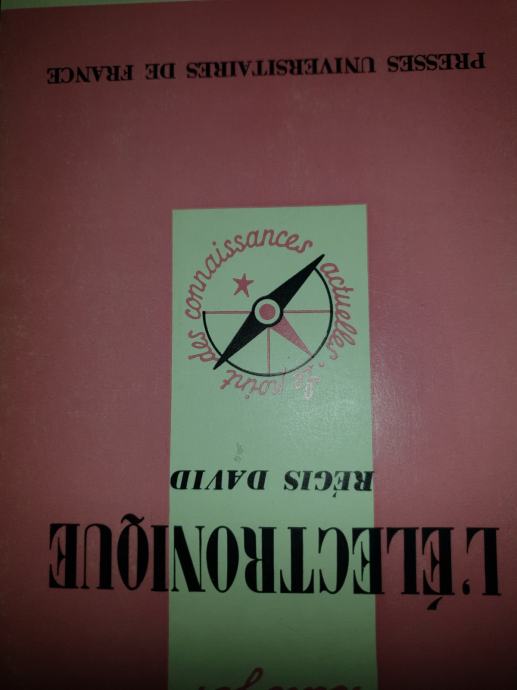 L'ÉLECTRONIQUE
RÉGIS DAVID
le point des connaissances actuelles.
PRESSES UNIVERSITAIRES DE FRANCE